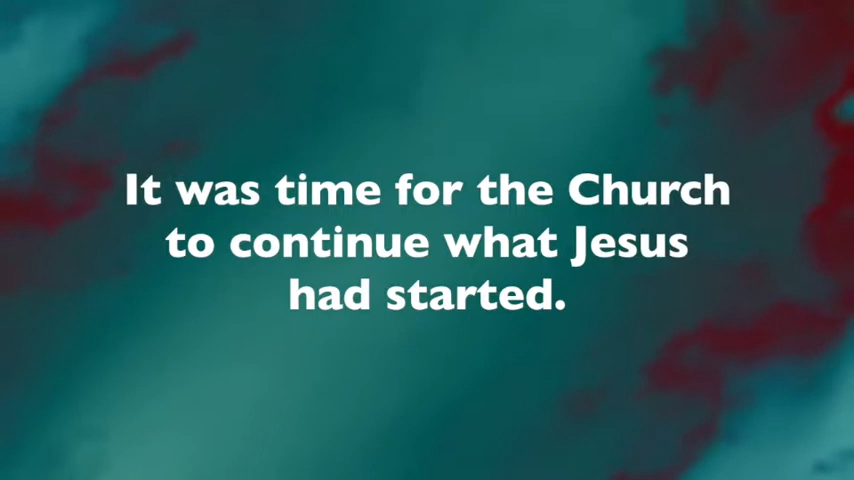 It was time for the Church
to continue what Jesus
had started.